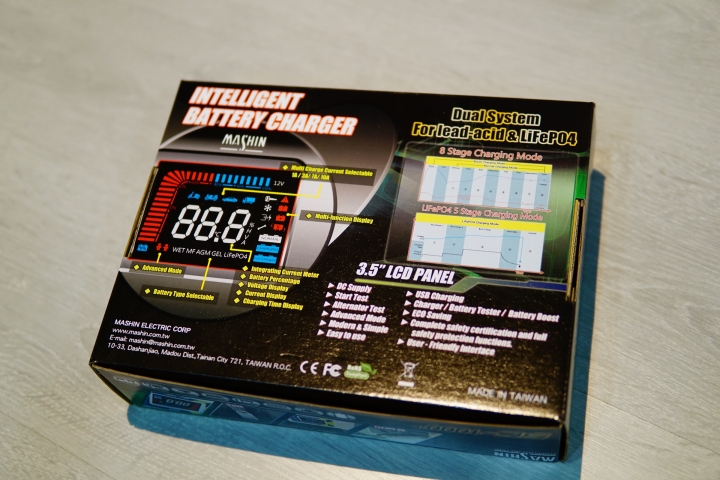 INTELLIGENT
BATTERY CHARGER
MASHIN
Dual System
For lead-acid & LiFePO4
8 Stage Charging Mode
LiFePO4 5 Stage Charging Mode
Multi Charge Current Selectable
1A / 3A / 7A / 10A
12V
88.8
Multi-function Display
WET MF AGM GEL LiFePO4
Advanced Mode
Battery Type Selectable
Integrating Current Meter
Battery Percentage
Voltage Display
Current Display
Charging Time Display
3.5" LCD PANEL
DC Supply
Start Test
Alternator Test
Advanced Mode
Modern & Simple
Easy to use
USB Charging
Charger / Battery Tester / Battery Boost
ECO Saving
Complete safety certification and full
safety protection functions.
User - Friendly Interface
MASHIN ELECTRIC CORP
www.mashin.com.tw
E-mail: mashin@mashin.com.tw
10-33, Dashanjiao, Madou Dist.,Tainan City 721, TAIWAN R.O.C.
CE FC RoHS
MADE IN TAIWAN
MASHIN